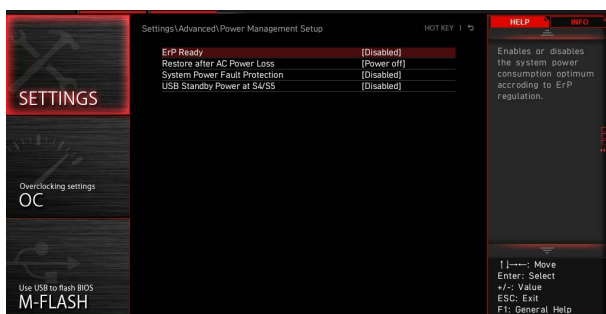 Settings\Advanced\Power Management Setup
HOT KEY
ErP Ready [Disabled]
Restore after AC Power Loss [Power off]
System Power Fault Protection [Disabled]
USB Standby Power at S4/S5 [Disabled]
SETTINGS
Overclocking settings
OC
Use USB to flash BIOS
M-FLASH
HELP
INFO
Enables or disables
the system power
consumption optimum
accroding to ErP
regulation.
↑↓→←: Move
Enter: Select
+/-: Value
ESC: Exit
F1: General Help